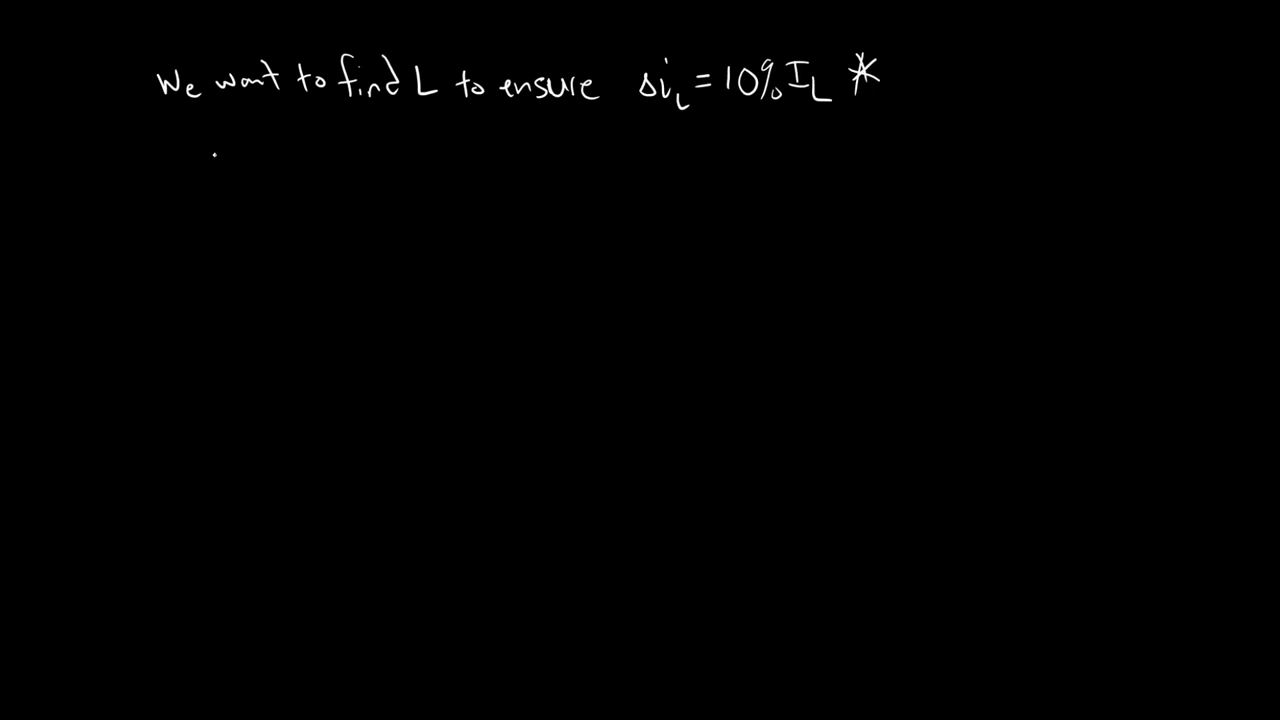 We want to find L to ensure Δi_L = 10% I_L *